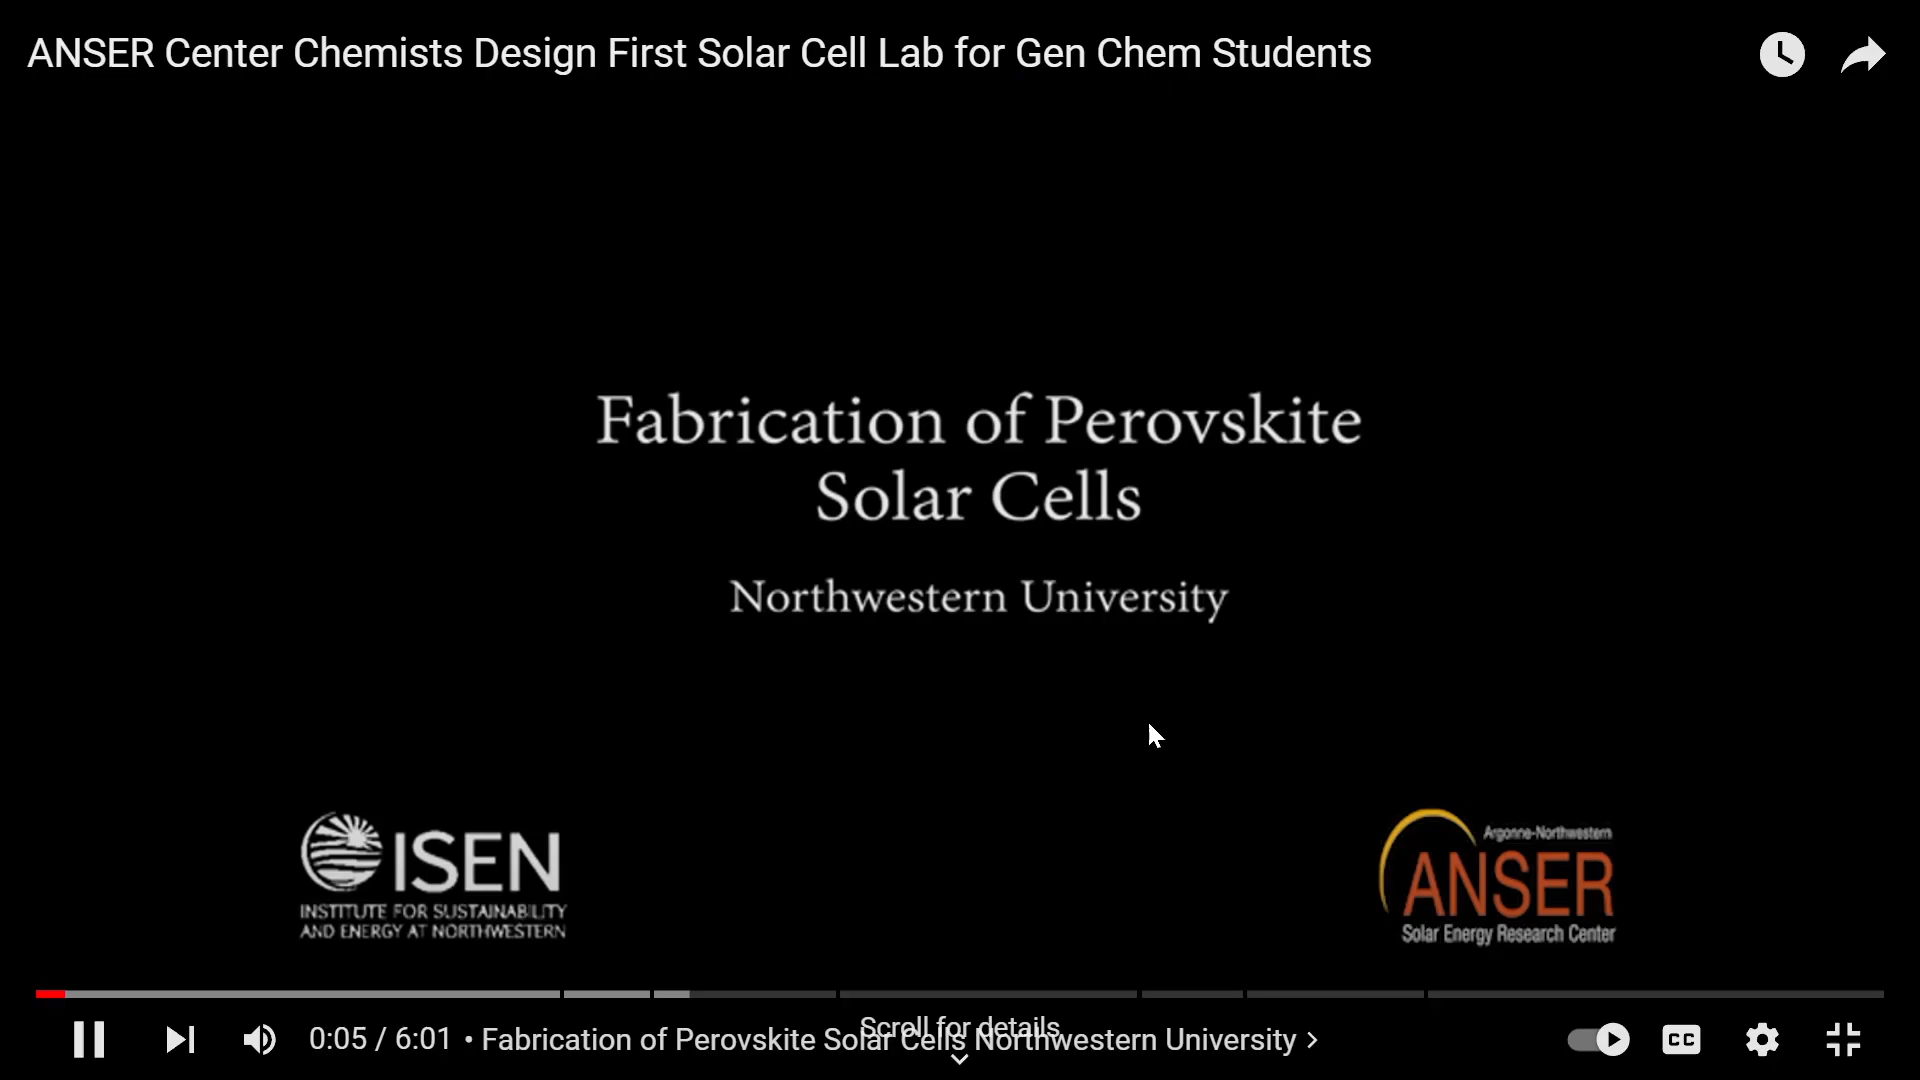 ANSER Center Chemists Design First Solar Cell Lab for Gen Chem Students
Fabrication of Perovskite
Solar Cells
Northwestern University
ISEN
INSTITUTE FOR SUSTAINABILITY
AND ENERGY AT NORTHWESTERN
Argonne-Northwestern
ANSER
Solar Energy Research Center
Scroll for details
0:05 / 6:01 • Fabrication of Perovskite Solar Cells Northwestern University >
CC